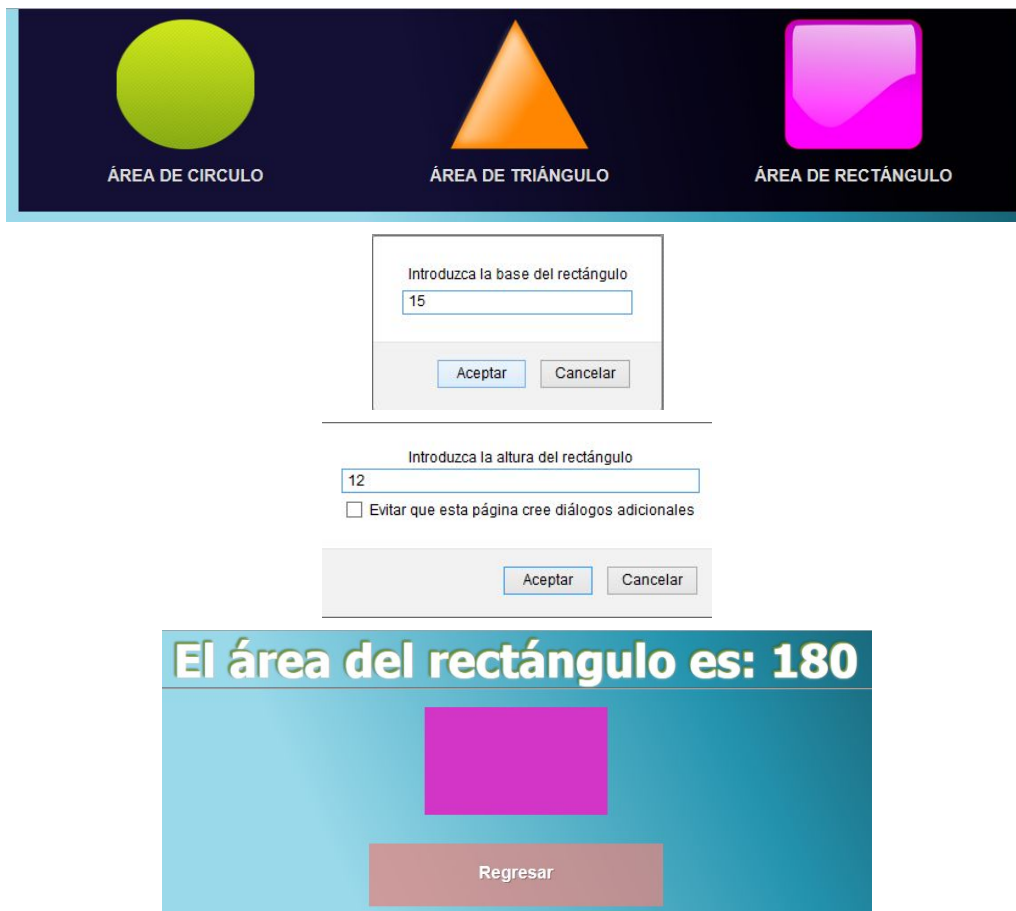 ÁREA DE CIRCULO ÁREA DE TRIÁNGULO ÁREA DE RECTÁNGULO
Introduzca la base del rectángulo
15
Aceptar Cancelar
Introduzca la altura del rectángulo
12
Evitar que esta página cree diálogos adicionales
Aceptar Cancelar
El área del rectángulo es: 180
Regresar